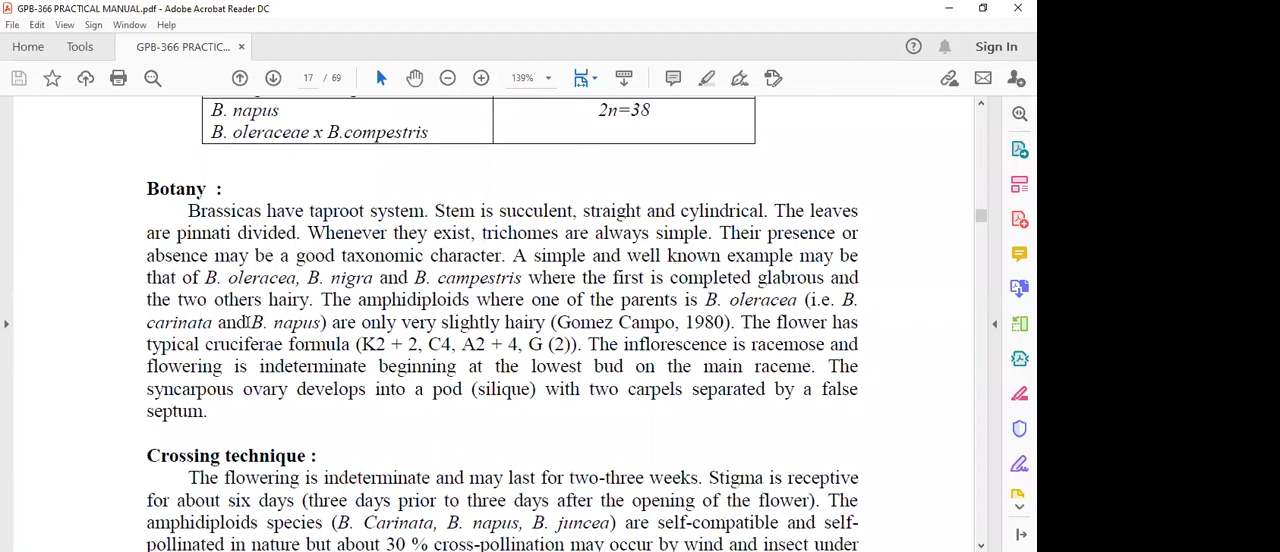 GPB-366 PRACTICAL MANUAL.pdf - Adobe Acrobat Reader DC
File Edit View Sign Window Help
Home Tools GPB-366 PRACTIC... × Sign In
17 / 69 139%
B. napus 2n=38
B. oleraceae x B.compestris
Botany :
Brassicas have taproot system. Stem is succulent, straight and cylindrical. The leaves
are pinnati divided. Whenever they exist, trichomes are always simple. Their presence or
absence may be a good taxonomic character. A simple and well known example may be
that of B. oleracea, B. nigra and B. campestris where the first is completed glabrous and
the two others hairy. The amphidiploids where one of the parents is B. oleracea (i.e. B.
carinata and B. napus) are only very slightly hairy (Gomez Campo, 1980). The flower has
typical cruciferae formula (K2 + 2, C4, A2 + 4, G (2)). The inflorescence is racemose and
flowering is indeterminate beginning at the lowest bud on the main raceme. The
syncarpous ovary develops into a pod (silique) with two carpels separated by a false
septum.
Crossing technique :
The flowering is indeterminate and may last for two-three weeks. Stigma is receptive
for about six days (three days prior to three days after the opening of the flower). The
amphidiploids species (B. Carinata, B. napus, B. juncea) are self-compatible and self-
pollinated in nature but about 30 % cross-pollination may occur by wind and insect under